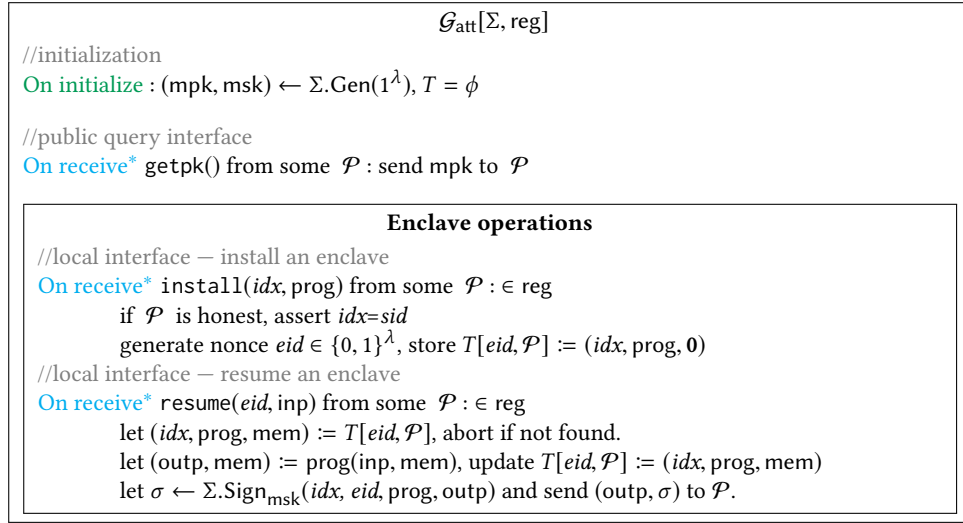 𝒢att[Σ, reg]
//initialization
On initialize : (mpk, msk) ← Σ.Gen(1^λ), T = ϕ
//public query interface
On receive* getpk() from some 𝒫 : send mpk to 𝒫
Enclave operations
//local interface — install an enclave
On receive* install(idx, prog) from some 𝒫 : ∈ reg
if 𝒫 is honest, assert idx=sid
generate nonce eid ∈ {0, 1}^λ, store T[eid, 𝒫] := (idx, prog, 0)
//local interface — resume an enclave
On receive* resume(eid, inp) from some 𝒫 : ∈ reg
let (idx, prog, mem) := T[eid, 𝒫], abort if not found.
let (outp, mem) := prog(inp, mem), update T[eid, 𝒫] := (idx, prog, mem)
let σ ← Σ.Sign_msk(idx, eid, prog, outp) and send (outp, σ) to 𝒫.